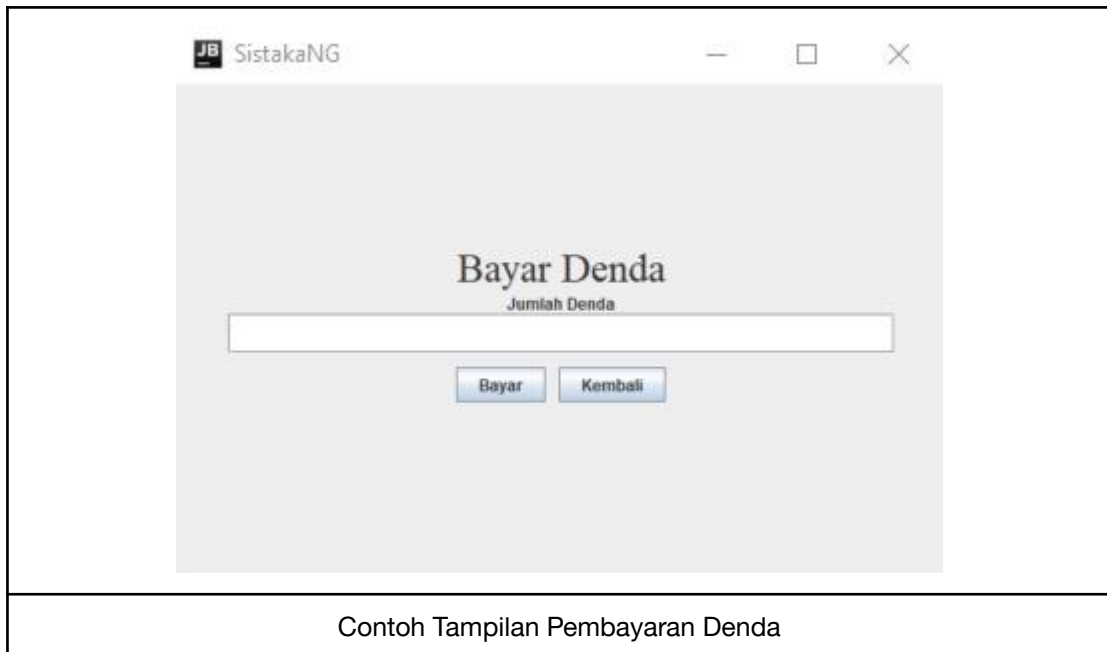 JB SistakaNG
Bayar Denda
Jumlah Denda
Bayar Kembali
Contoh Tampilan Pembayaran Denda